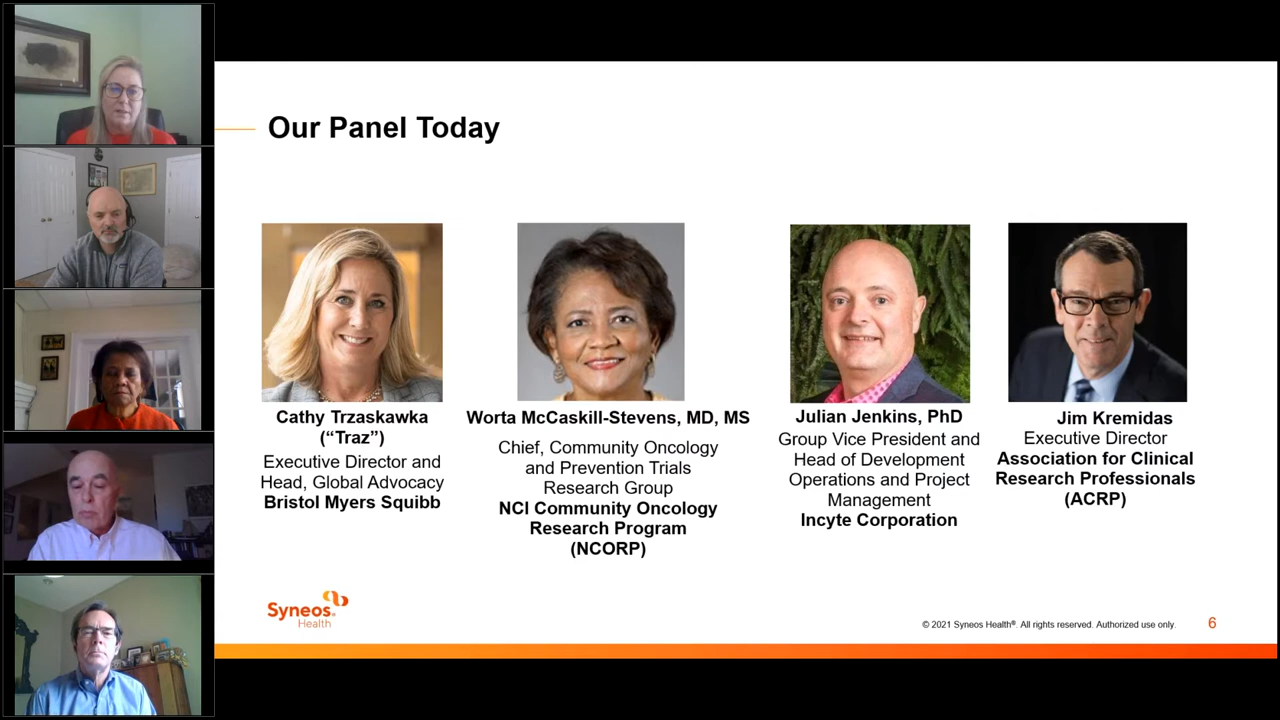 Our Panel Today
Cathy Trzaskawka
(“Traz”)
Executive Director and
Head, Global Advocacy
Bristol Myers Squibb
Worta McCaskill-Stevens, MD, MS
Chief, Community Oncology
and Prevention Trials
Research Group
NCI Community Oncology
Research Program
(NCORP)
Julian Jenkins, PhD
Group Vice President and
Head of Development
Operations and Project
Management
Incyte Corporation
Jim Kremidas
Executive Director
Association for Clinical
Research Professionals
(ACRP)
Syneos®
Health
© 2021 Syneos Health®. All rights reserved. Authorized use only.
6